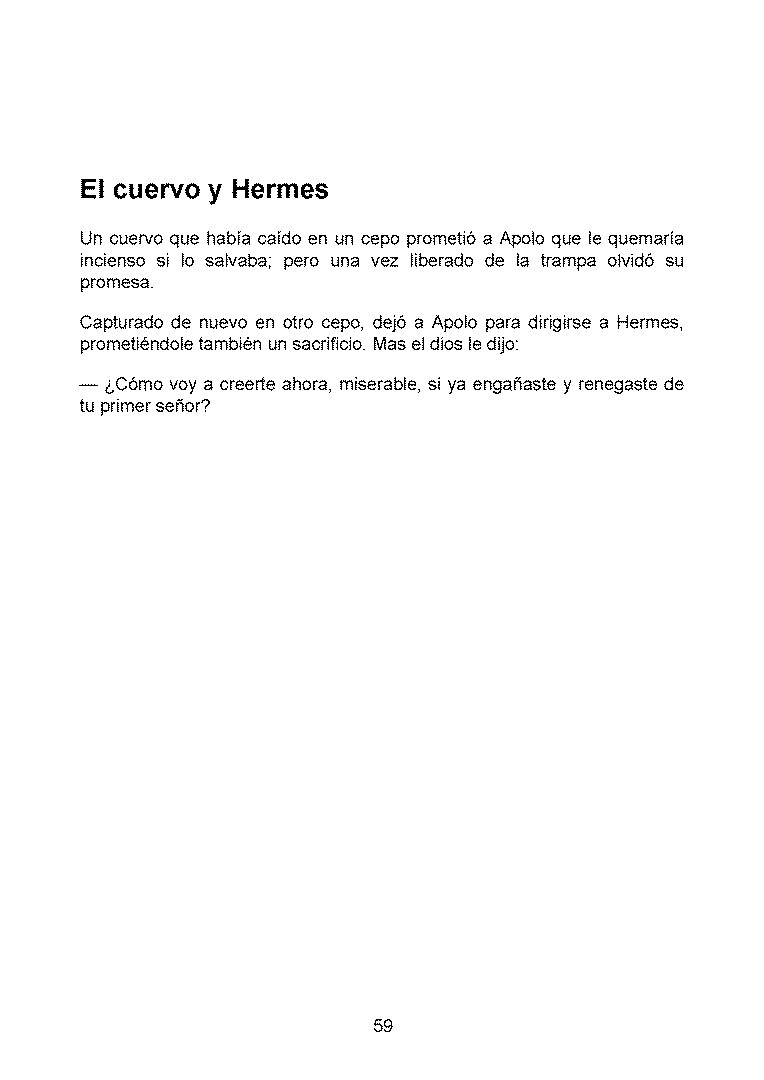 El cuervo y Hermes
Un cuervo que había caído en un cepo prometió a Apolo que le quemaría
incienso si lo salvaba; pero una vez liberado de la trampa olvidó su
promesa.
Capturado de nuevo en otro cepo, dejó a Apolo para dirigirse a Hermes,
prometiéndole también un sacrificio. Mas el dios le dijo:
— ¿Cómo voy a creerte ahora, miserable, si ya engañaste y renegaste de
tu primer señor?
59